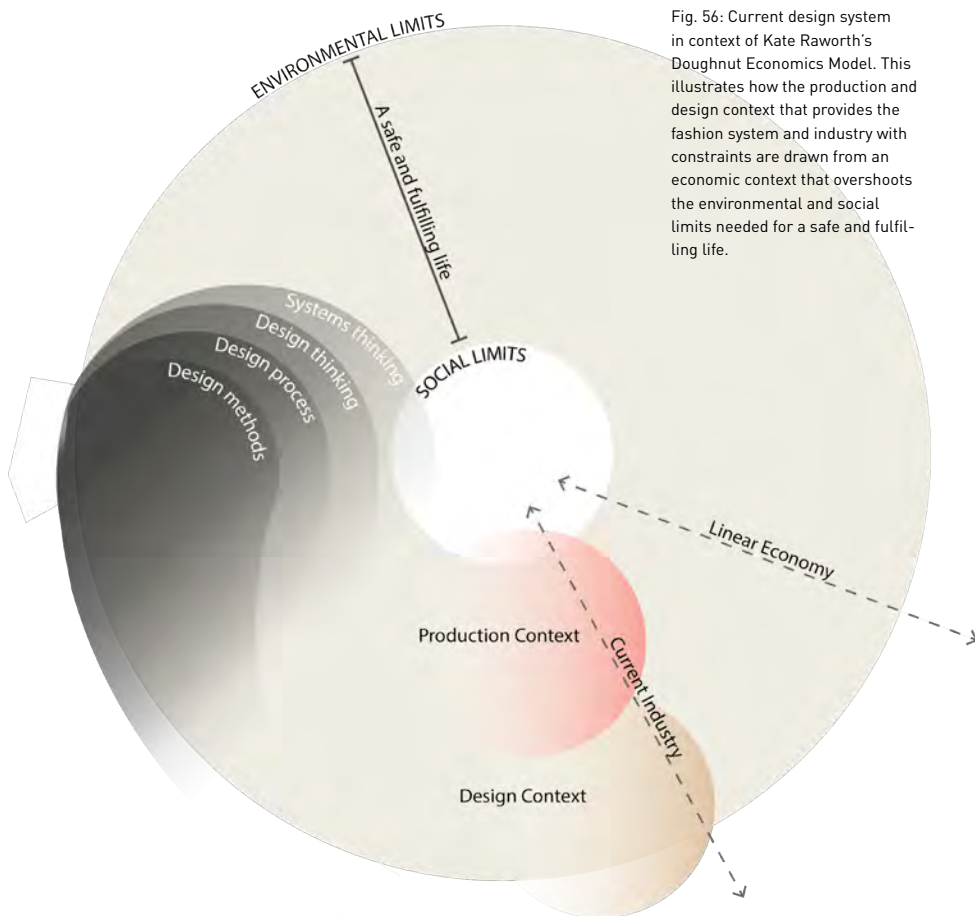 Fig. 56: Current design system
in context of Kate Raworth's
Doughnut Economics Model. This
illustrates how the production and
design context that provides the
fashion system and industry with
constraints are drawn from an
economic context that overshoots
the environmental and social
limits needed for a safe and fulfil-
ling life.
ENVIRONMENTAL LIMITS
A safe and fulfilling life
Systems thinking
Design thinking
Design process
Design methods
SOCIAL LIMITS
Linear Economy
Production Context
Current Industry
Design Context